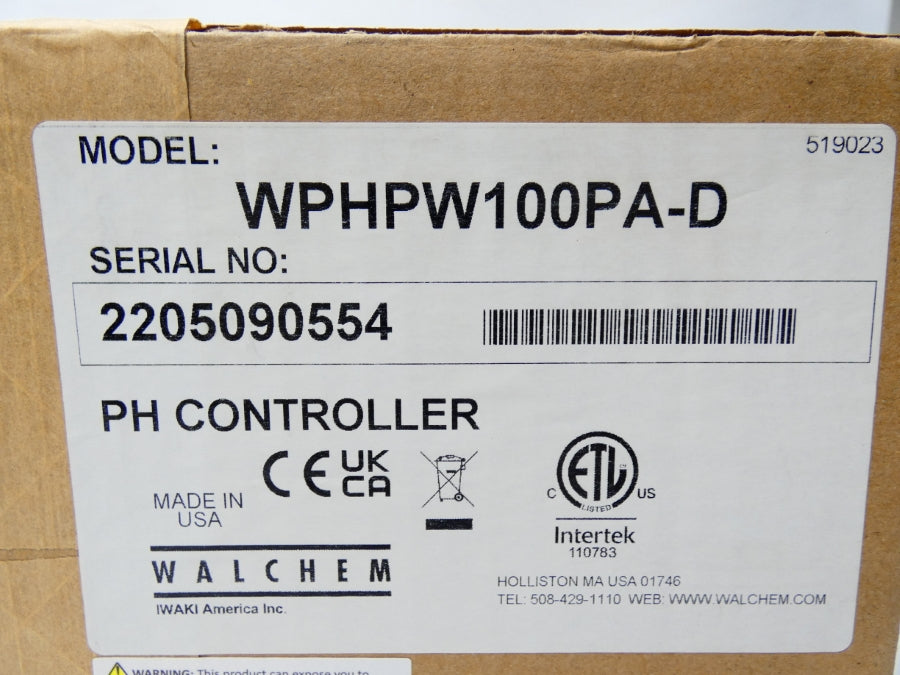 MODEL:
519023
WPHPW100PA-D
SERIAL NO:
2205090554
PH CONTROLLER
CE UK
CA
MADE IN
USA
ETL
C US
LISTED
Intertek
110783
WALCHEM
IWAKI America Inc.
HOLLISTON MA USA 01746
TEL: 508-429-1110 WEB: WWW.WALCHEM.COM
WARNING: This product can expose you to